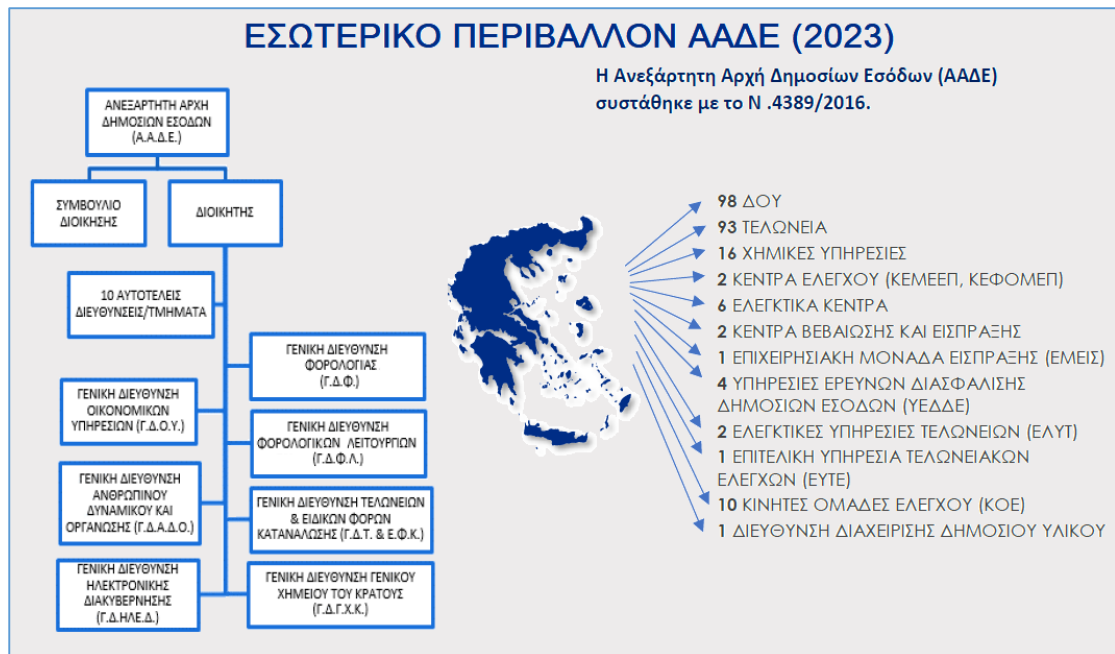 ΕΣΩΤΕΡΙΚΟ ΠΕΡΙΒΑΛΛΟΝ ΑΑΔΕ (2023)
Η Ανεξάρτητη Αρχή Δημοσίων Εσόδων (ΑΑΔΕ)
συστάθηκε με το Ν .4389/2016.
ΑΝΕΞΑΡΤΗΤΗ ΑΡΧΗ
ΔΗΜΟΣΙΩΝ ΕΣΟΔΩΝ
(Α.Α.Δ.Ε.)
ΣΥΜΒΟΥΛΙΟ
ΔΙΟΙΚΗΣΗΣ
ΔΙΟΙΚΗΤΗΣ
10 ΑΥΤΟΤΕΛΕΙΣ
ΔΙΕΥΘΥΝΣΕΙΣ/ΤΜΗΜΑΤΑ
ΓΕΝΙΚΗ ΔΙΕΥΘΥΝΣΗ
ΦΟΡΟΛΟΓΙΑΣ
(Γ.Δ.Φ.)
ΓΕΝΙΚΗ ΔΙΕΥΘΥΝΣΗ
ΟΙΚΟΝΟΜΙΚΩΝ
ΥΠΗΡΕΣΙΩΝ (Γ.Δ.Ο.Υ.)
ΓΕΝΙΚΗ ΔΙΕΥΘΥΝΣΗ
ΦΟΡΟΛΟΓΙΚΩΝ ΛΕΙΤΟΥΡΓΙΩΝ
(Γ.Δ.Φ.Λ.)
ΓΕΝΙΚΗ ΔΙΕΥΘΥΝΣΗ
ΑΝΘΡΩΠΙΝΟΥ
ΔΥΝΑΜΙΚΟΥ ΚΑΙ
ΟΡΓΑΝΩΣΗΣ (Γ.Δ.Α.Δ.Ο.)
ΓΕΝΙΚΗ ΔΙΕΥΘΥΝΣΗ ΤΕΛΩΝΕΙΩΝ
& ΕΙΔΙΚΩΝ ΦΟΡΩΝ
ΚΑΤΑΝΑΛΩΣΗΣ (Γ.Δ.Τ. & Ε.Φ.Κ.)
ΓΕΝΙΚΗ ΔΙΕΥΘΥΝΣΗ
ΗΛΕΚΤΡΟΝΙΚΗΣ
ΔΙΑΚΥΒΕΡΝΗΣΗΣ
(Γ.Δ.ΗΛΕ.Δ.)
ΓΕΝΙΚΗ ΔΙΕΥΘΥΝΣΗ ΓΕΝΙΚΟΥ
ΧΗΜΕΙΟΥ ΤΟΥ ΚΡΑΤΟΥΣ
(Γ.Δ.Γ.Χ.Κ.)
98 ΔΟΥ
93 ΤΕΛΩΝΕΙΑ
16 ΧΗΜΙΚΕΣ ΥΠΗΡΕΣΙΕΣ
2 ΚΕΝΤΡΑ ΕΛΕΓΧΟΥ (ΚΕΜΕΕΠ, ΚΕΦΟΜΕΠ)
6 ΕΛΕΓΚΤΙΚΑ ΚΕΝΤΡΑ
2 ΚΕΝΤΡΑ ΒΕΒΑΙΩΣΗΣ ΚΑΙ ΕΙΣΠΡΑΞΗΣ
1 ΕΠΙΧΕΙΡΗΣΙΑΚΗ ΜΟΝΑΔΑ ΕΙΣΠΡΑΞΗΣ (ΕΜΕΙΣ)
4 ΥΠΗΡΕΣΙΕΣ ΕΡΕΥΝΩΝ ΔΙΑΣΦΑΛΙΣΗΣ
ΔΗΜΟΣΙΩΝ ΕΣΟΔΩΝ (ΥΕΔΔΕ)
2 ΕΛΕΓΚΤΙΚΕΣ ΥΠΗΡΕΣΙΕΣ ΤΕΛΩΝΕΙΩΝ (ΕΛΥΤ)
1 ΕΠΙΤΕΛΙΚΗ ΥΠΗΡΕΣΙΑ ΤΕΛΩΝΕΙΑΚΩΝ
ΕΛΕΓΧΩΝ (ΕΥΤΕ)
10 ΚΙΝΗΤΕΣ ΟΜΑΔΕΣ ΕΛΕΓΧΟΥ (ΚΟΕ)
1 ΔΙΕΥΘΥΝΣΗ ΔΙΑΧΕΙΡΙΣΗΣ ΔΗΜΟΣΙΟΥ ΥΛΙΚΟΥ